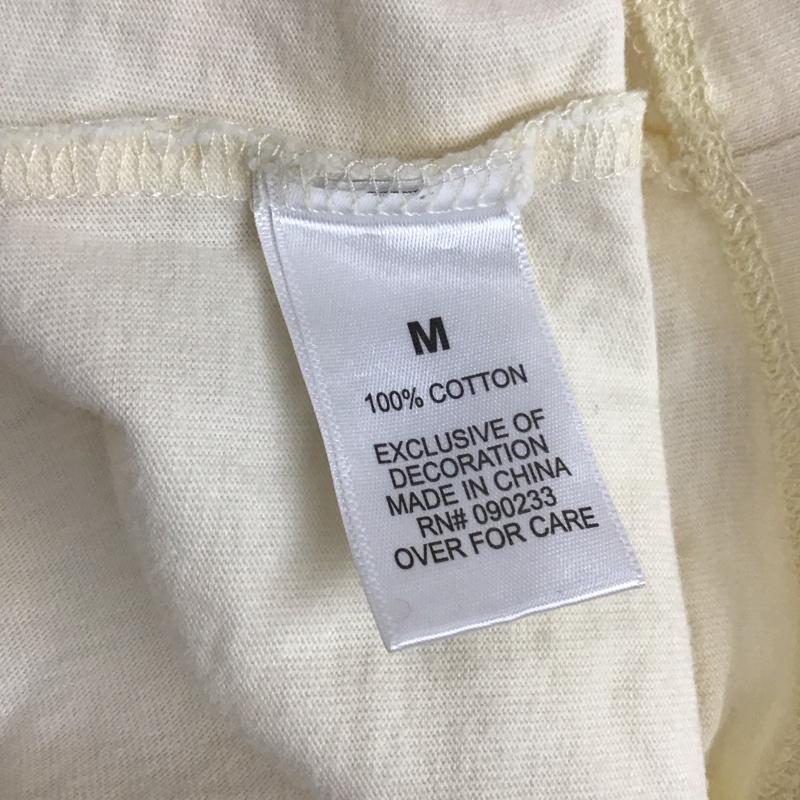 M
100% COTTON
EXCLUSIVE OF
DECORATION
MADE IN CHINA
RN# 090233
OVER FOR CARE